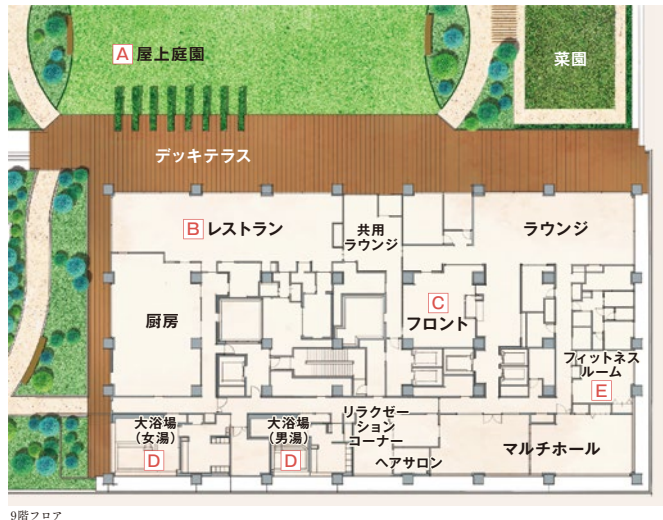 A 屋上庭園
菜園
デッキテラス
B レストラン
共用
ラウンジ
ラウンジ
厨房
C
フロント
フィットネス
ルーム
E
大浴場
（女湯）
D
大浴場
（男湯）
D
リラクゼー
ション
コーナー
ヘアサロン
マルチホール
9階フロア